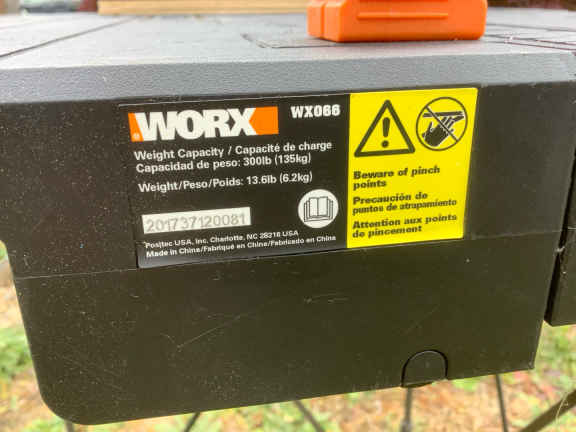 WORX WX066
Weight Capacity / Capacité de charge
Capacidad de peso: 300lb (135kg)
Weight/Peso/Poids: 13.6lb (6.2kg)
201737120081
Positec USA, Inc. Charlotte, NC 28216 USA
Made in China/Fabriqué en China/Fabricado en China
Beware of pinch
points
Precaución de
puntos de atrapamiento
Attention aux points
de pincement